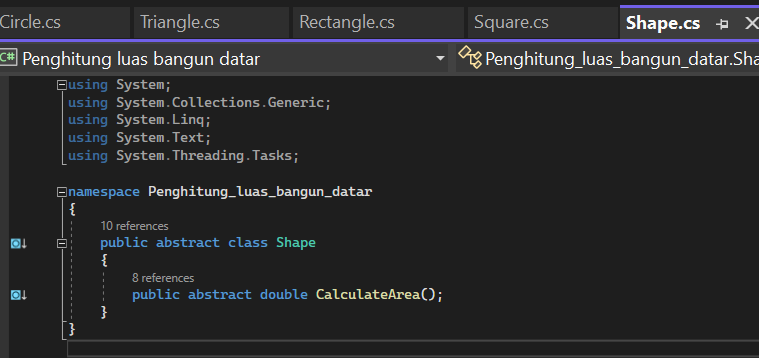 Circle.cs Triangle.cs Rectangle.cs Square.cs Shape.cs
C# Penghitung luas bangun datar Penghitung_luas_bangun_datar.Sha
using System;
using System.Collections.Generic;
using System.Linq;
using System.Text;
using System.Threading.Tasks;
namespace Penghitung_luas_bangun_datar
{
10 references
public abstract class Shape
{
8 references
public abstract double CalculateArea();
}
}